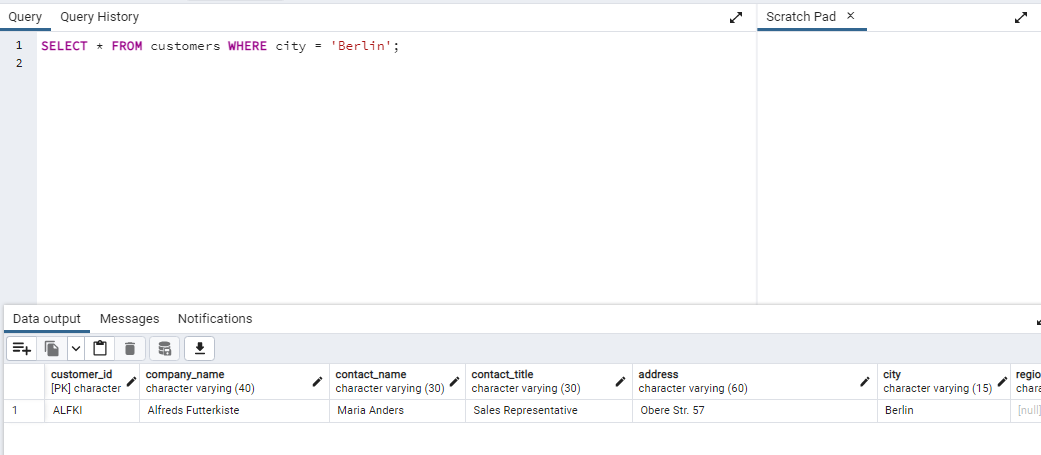 Query Query History Scratch Pad ×
1 SELECT * FROM customers WHERE city = 'Berlin';
2
Data output Messages Notifications
customer_id company_name contact_name contact_title address city regio
[PK] character character varying (40) character varying (30) character varying (30) character varying (60) character varying (15) chara
1 ALFKI Alfreds Futterkiste Maria Anders Sales Representative Obere Str. 57 Berlin [null]